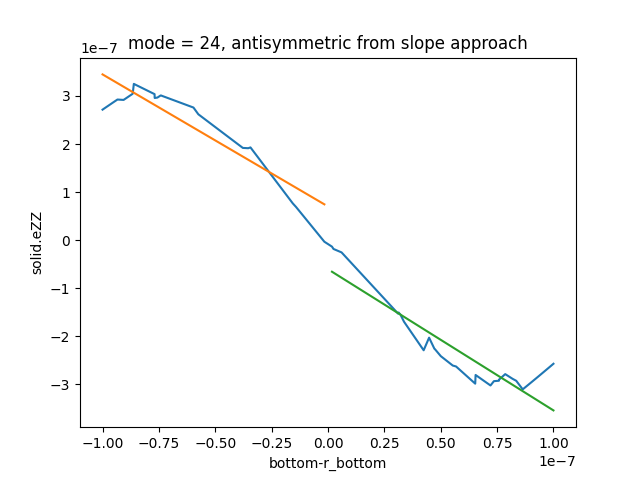 1e−7
mode = 24, antisymmetric from slope approach
3
2
1
0
−1
−2
−3
solid.eZZ
−1.00 −0.75 −0.50 −0.25 0.00 0.25 0.50 0.75 1.00
bottom-r_bottom
1e−7